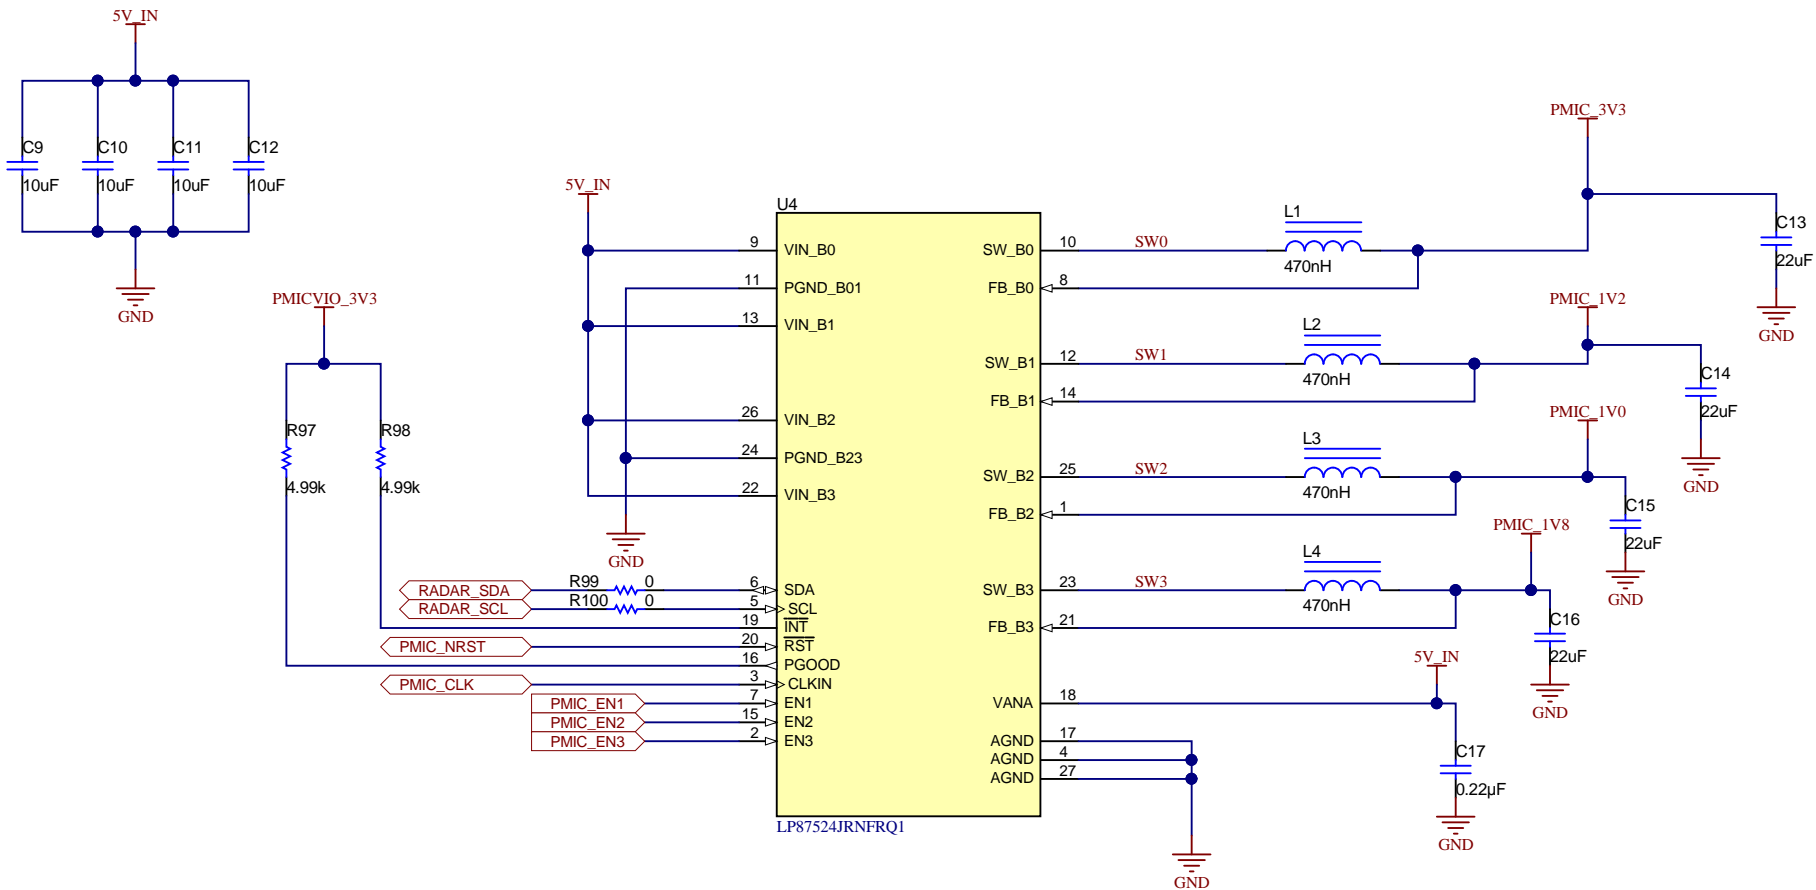 5V_IN
C9
C10
C11
C12
10uF
10uF
10uF
10uF
GND
PMICVIO_3V3
R97
R98
4.99k
4.99k
5V_IN
GND
RADAR_SDA
R99
0
RADAR_SCL
R100
0
PMIC_NRST
PMIC_CLK
PMIC_EN1
PMIC_EN2
PMIC_EN3
U4
9 VIN_B0
11 PGND_B01
13 VIN_B1
26 VIN_B2
24 PGND_B23
22 VIN_B3
6 SDA
5 SCL
19 INT
20 RST
16 PGOOD
3 CLKIN
7 EN1
15 EN2
2 EN3
SW_B0 10
FB_B0 8
SW_B1 12
FB_B1 14
SW_B2 25
FB_B2 1
SW_B3 23
FB_B3 21
VANA 18
AGND 17
AGND 4
AGND 27
LP87524JRNFRQ1
SW0
L1
470nH
PMIC_3V3
C13
22uF
GND
SW1
L2
470nH
PMIC_1V2
C14
22uF
GND
SW2
L3
470nH
PMIC_1V0
C15
22uF
GND
SW3
L4
470nH
PMIC_1V8
C16
22uF
GND
5V_IN
C17
0.22µF
GND
GND